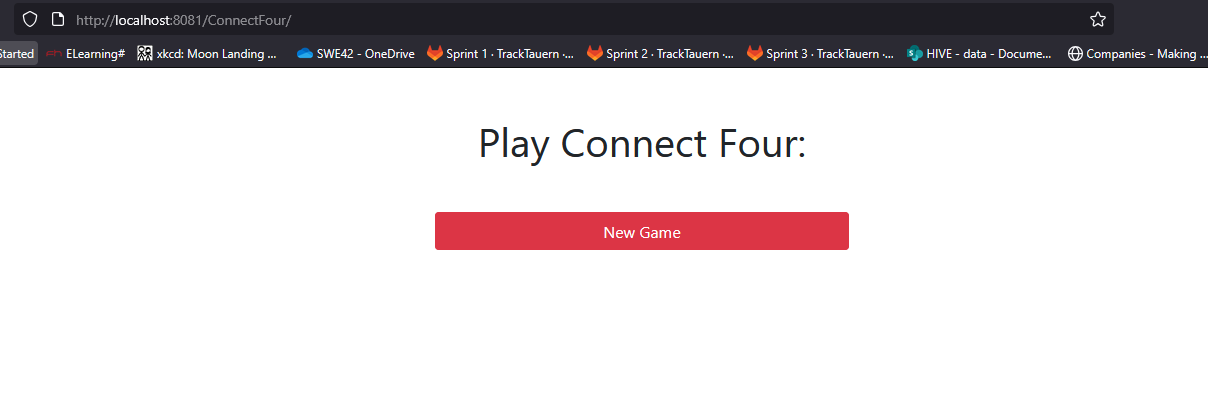 http://localhost:8081/ConnectFour/
Started ELearning# xkcd: Moon Landing ... SWE42 - OneDrive Sprint 1 · TrackTauern ·... Sprint 2 · TrackTauern ·... Sprint 3 · TrackTauern ·... HIVE - data - Docume... Companies - Making ...
Play Connect Four:
New Game